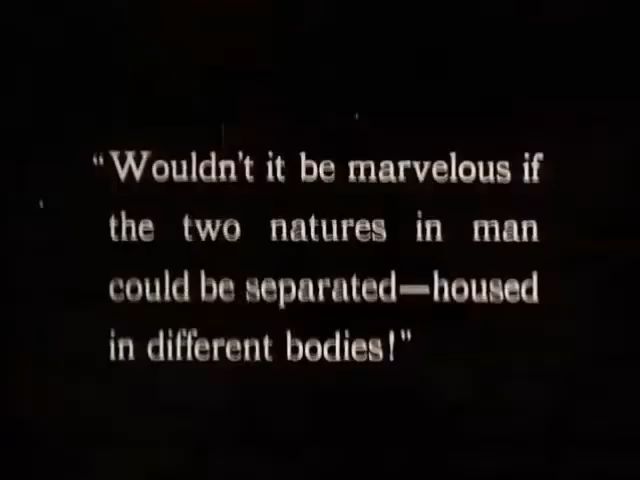 “Wouldn't it be marvelous if
the two natures in man
could be separated—housed
in different bodies!”